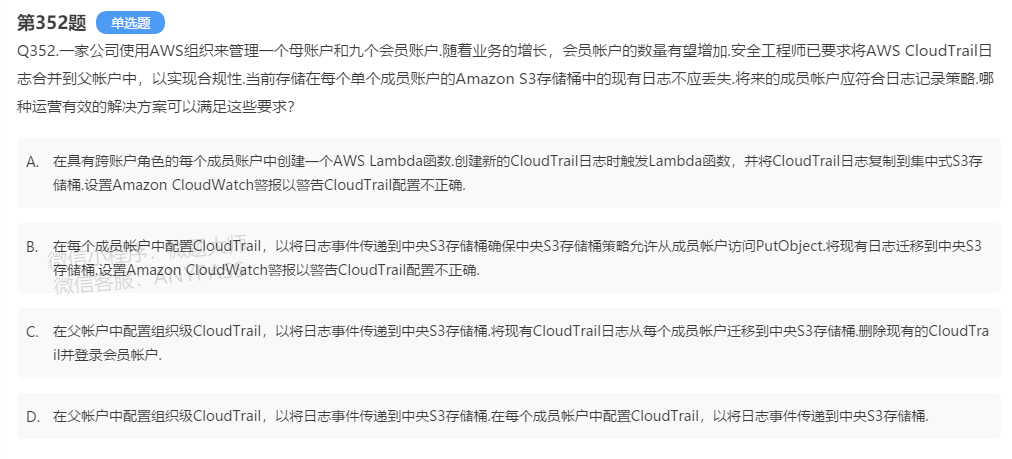 第352题 单选题
Q352.一家公司使用AWS组织来管理一个母账户和九个会员账户.随着业务的增长，会员帐户的数量有望增加.安全工程师已要求将AWS CloudTrail日
志合并到父帐户中，以实现合规性.当前存储在每个单个成员账户的Amazon S3存储桶中的现有日志不应丢失.将来的成员帐户应符合日志记录策略.哪
种运营有效的解决方案可以满足这些要求?
A. 在具有跨账户角色的每个成员账户中创建一个AWS Lambda函数.创建新的CloudTrail日志时触发Lambda函数，并将CloudTrail日志复制到集中式S3存
储桶.设置Amazon CloudWatch警报以警告CloudTrail配置不正确.
B. 在每个成员帐户中配置CloudTrail，以将日志事件传递到中央S3存储桶确保中央S3存储桶策略允许从成员帐户访问PutObject.将现有日志迁移到中央S3
存储桶.设置Amazon CloudWatch警报以警告CloudTrail配置不正确.
C. 在父帐户中配置组织级CloudTrail，以将日志事件传递到中央S3存储桶.将现有CloudTrail日志从每个成员帐户迁移到中央S3存储桶.删除现有的CloudTra
il并登录会员帐户.
D. 在父帐户中配置组织级CloudTrail，以将日志事件传递到中央S3存储桶.在每个成员帐户中配置CloudTrail，以将日志事件传递到中央S3存储桶.
微信小程序：
微信客服：